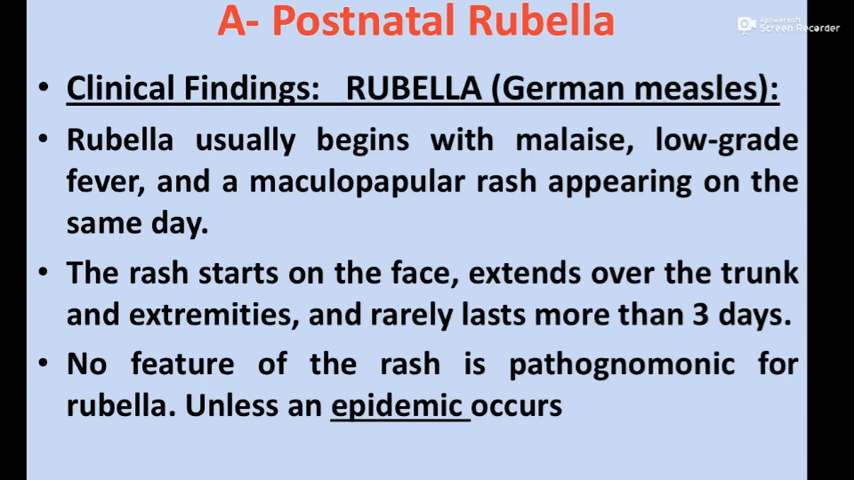 A- Postnatal Rubella
Apowersoft
Screen Recorder
• Clinical Findings: RUBELLA (German measles):
• Rubella usually begins with malaise, low-grade
fever, and a maculopapular rash appearing on the
same day.
• The rash starts on the face, extends over the trunk
and extremities, and rarely lasts more than 3 days.
• No feature of the rash is pathognomonic for
rubella. Unless an epidemic occurs